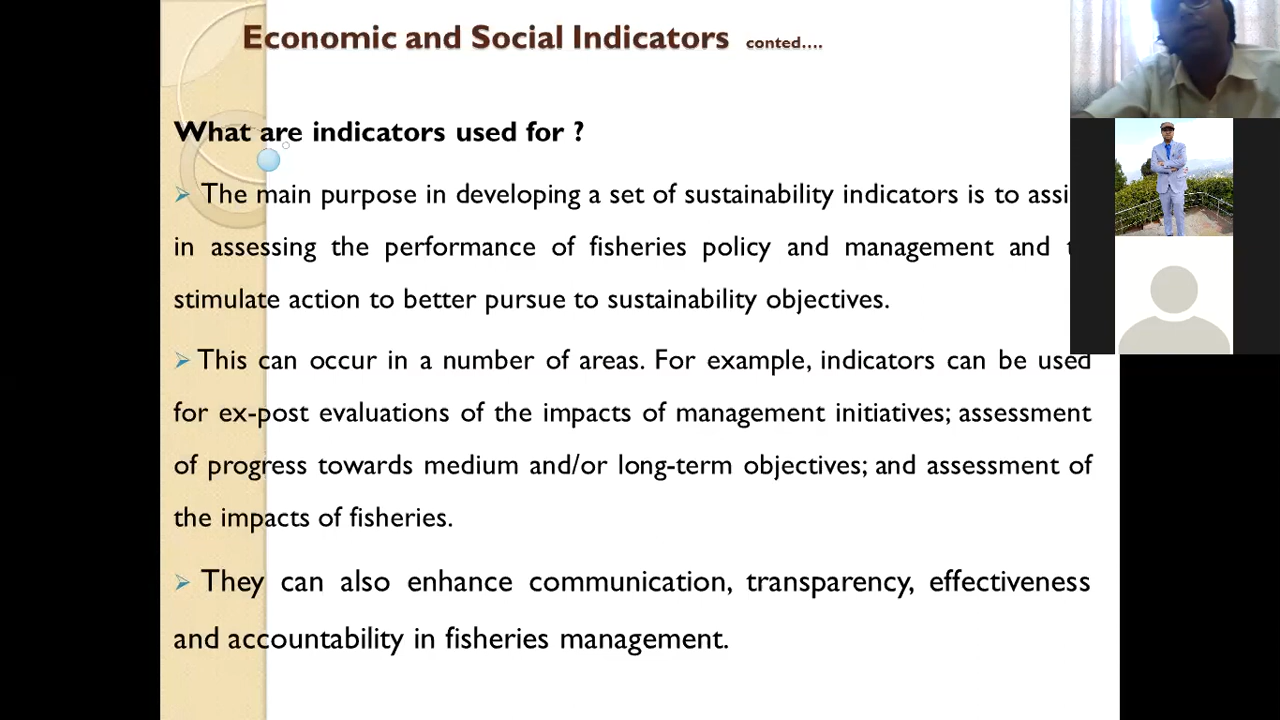 Economic and Social Indicators conted....
What are indicators used for ?
The main purpose in developing a set of sustainability indicators is to
in assessing the performance of fisheries policy and management and
stimulate action to better pursue to sustainability objectives.
This can occur in a number of areas. For example, indicators can be used
for ex-post evaluations of the impacts of management initiatives; assessment
of progress towards medium and/or long-term objectives; and assessment of
the impacts of fisheries.
They can also enhance communication, transparency, effectiveness
and accountability in fisheries management.